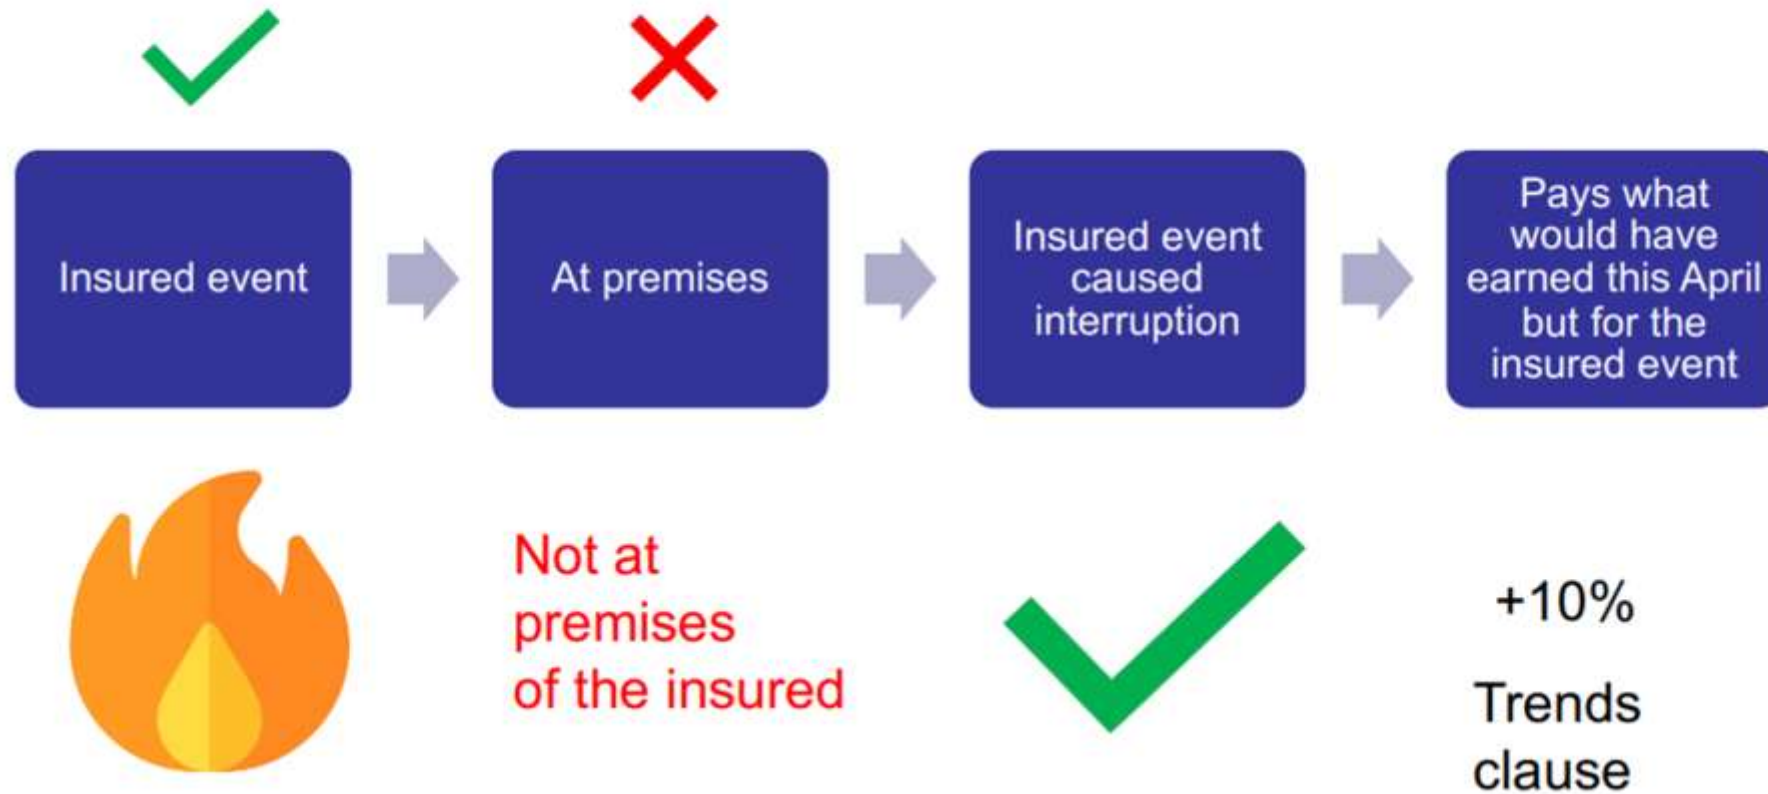 Insured event
At premises
Insured event
caused
interruption
Pays what
would have
earned this April
but for the
insured event
Not at
premises
of the insured
+10%
Trends
clause